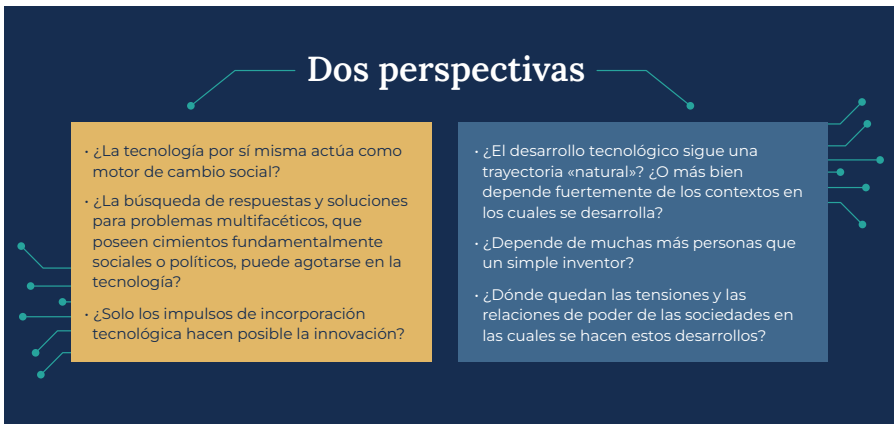 Dos perspectivas
• ¿La tecnología por sí misma actúa como
motor de cambio social?
• ¿La búsqueda de respuestas y soluciones
para problemas multifacéticos, que
poseen cimientos fundamentalmente
sociales o políticos, puede agotarse en la
tecnología?
• ¿Solo los impulsos de incorporación
tecnológica hacen posible la innovación?
• ¿El desarrollo tecnológico sigue una
trayectoria «natural»? ¿O más bien
depende fuertemente de los contextos en
los cuales se desarrolla?
• ¿Depende de muchas más personas que
un simple inventor?
• ¿Dónde quedan las tensiones y las
relaciones de poder de las sociedades en
las cuales se hacen estos desarrollos?